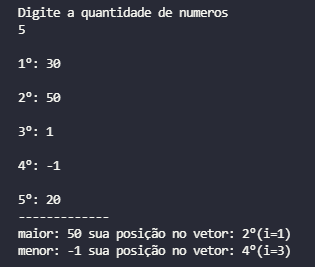 Digite a quantidade de numeros
5
1º: 30
2º: 50
3º: 1
4º: -1
5º: 20
-------------
maior: 50 sua posição no vetor: 2º(i=1)
menor: -1 sua posição no vetor: 4º(i=3)